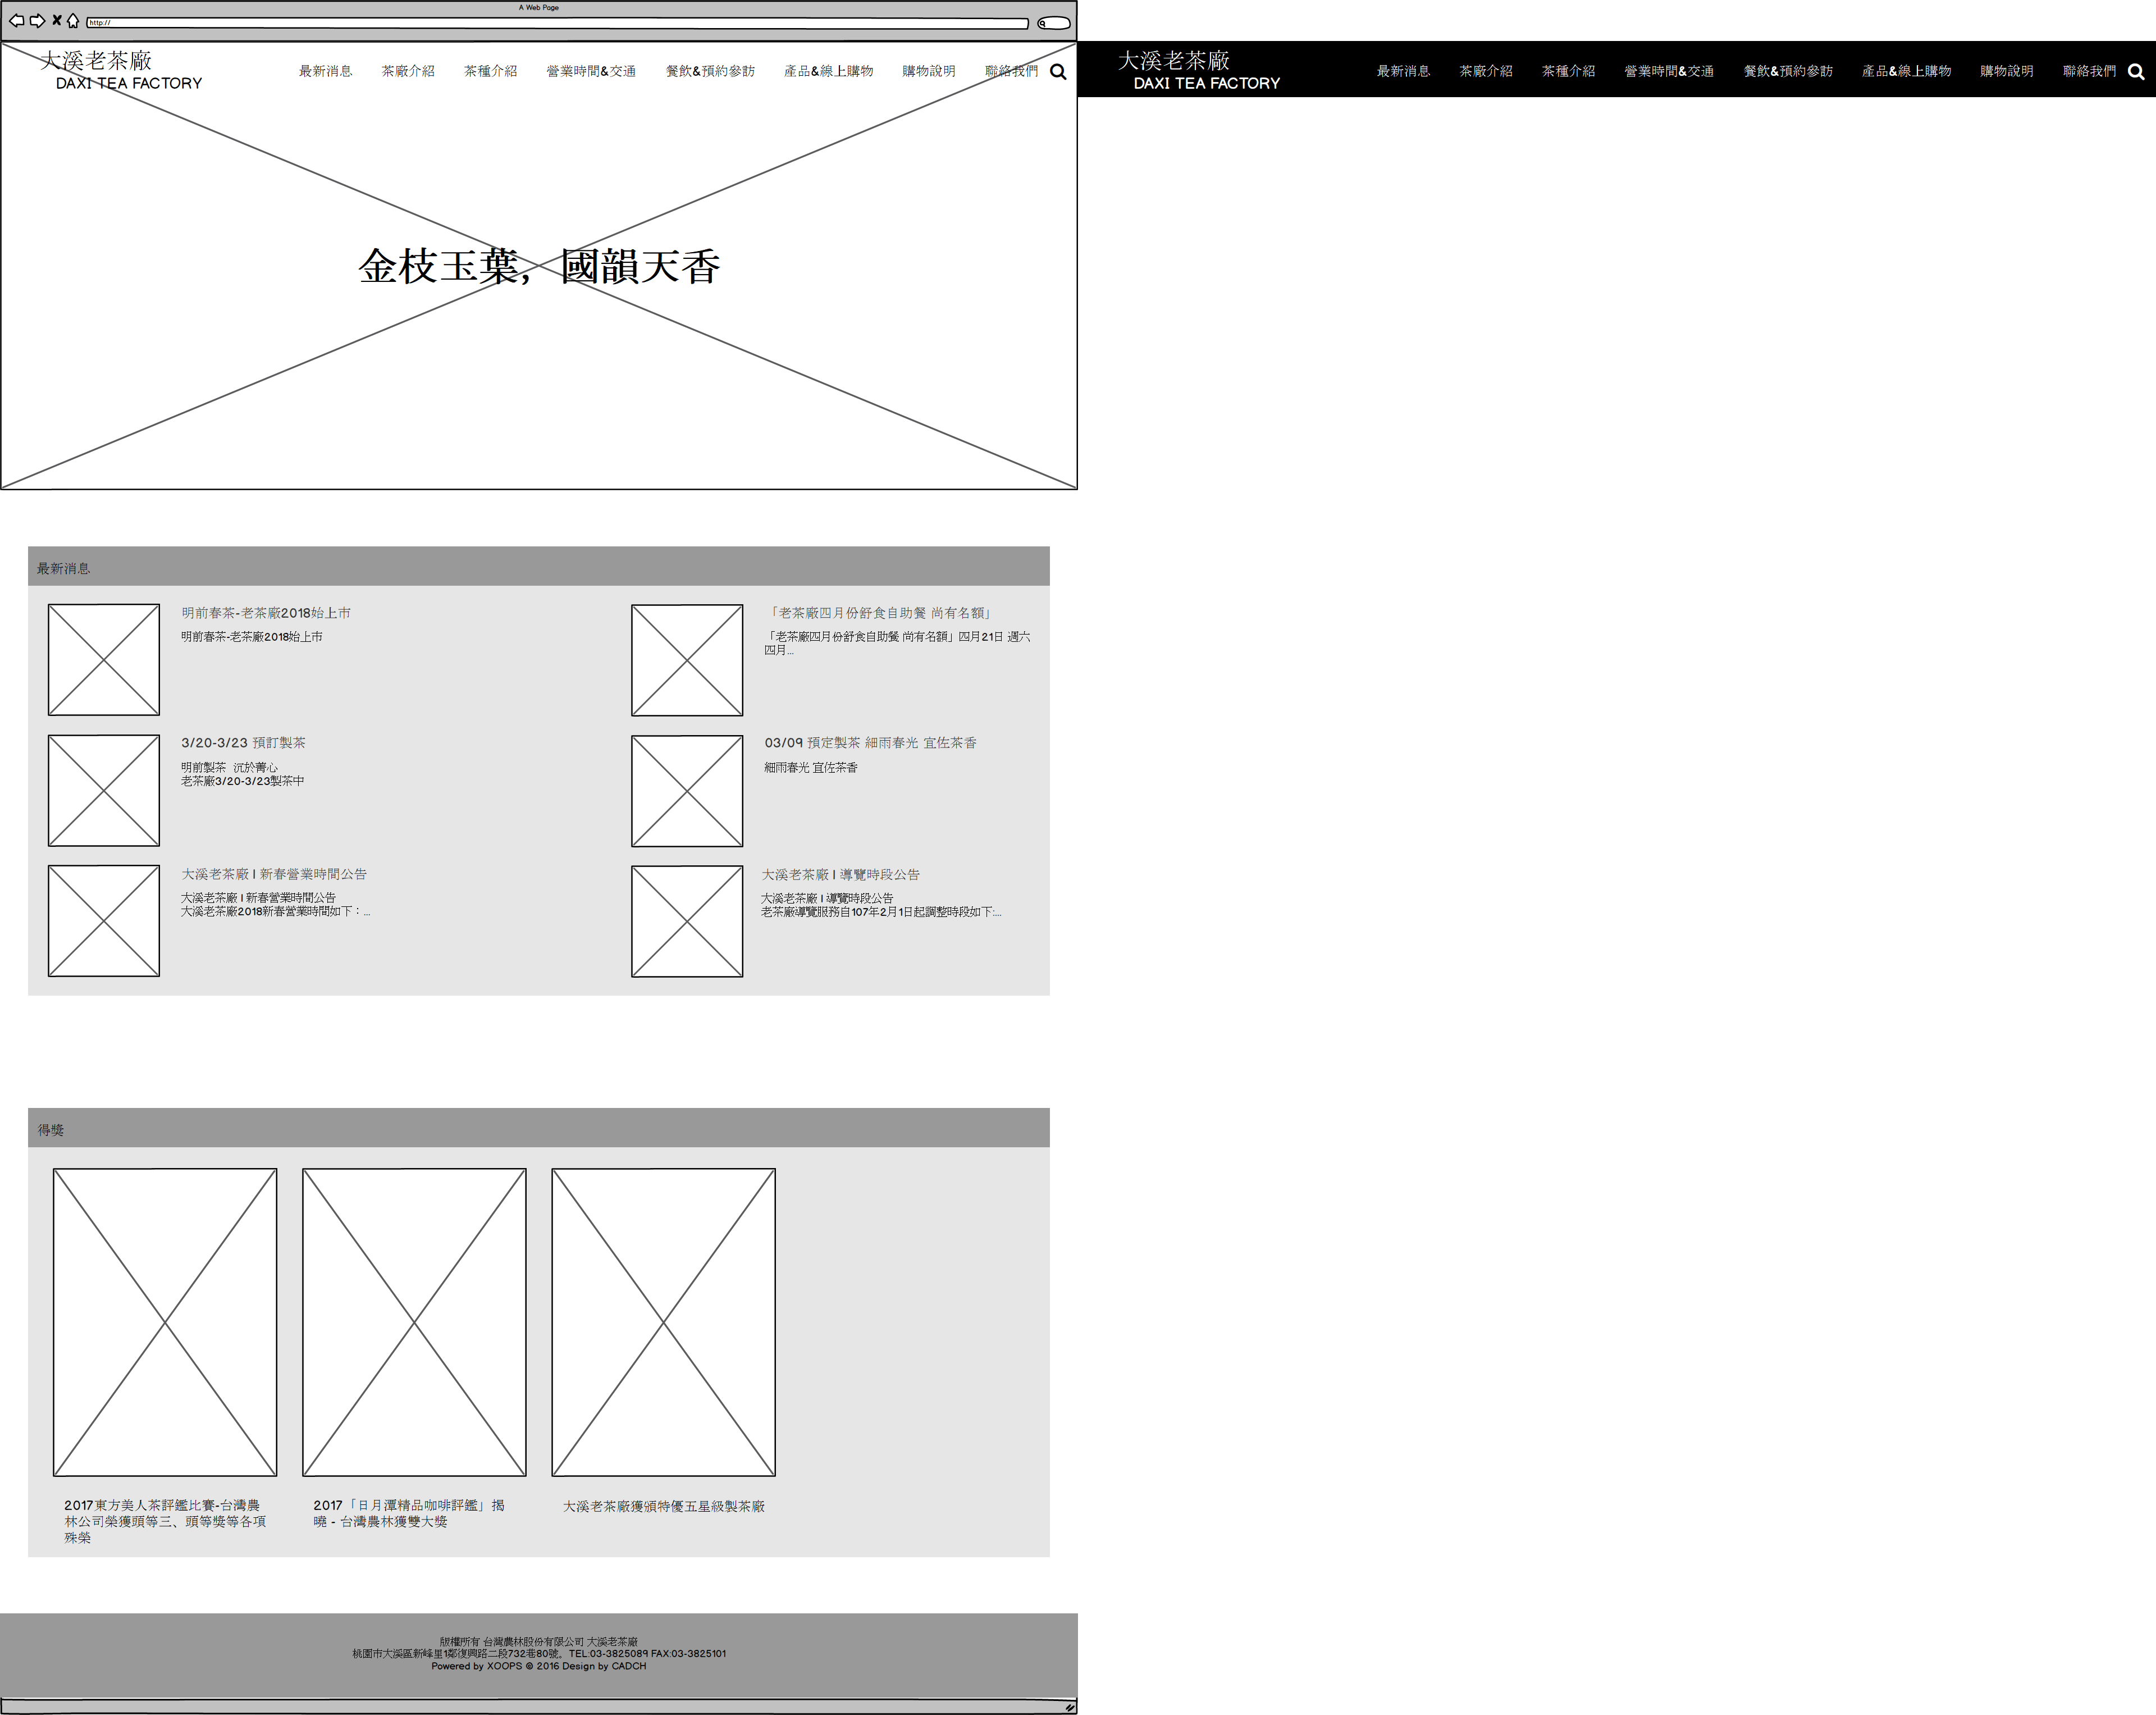 A Web Page
http://
大溪老茶廠
DAXI TEA FACTORY
最新消息 茶廠介紹 茶種介紹 營業時間&交通 餐飲&預約參訪 產品&線上購物 購物說明 聯絡我們
大溪老茶廠
DAXI TEA FACTORY
最新消息 茶廠介紹 茶種介紹 營業時間&交通 餐飲&預約參訪 產品&線上購物 購物說明 聯絡我們
金枝玉葉，國韻天香
最新消息
明前春茶-老茶廠2018始上市
明前春茶-老茶廠2018始上市
「老茶廠四月份舒食自助餐 尚有名額」
「老茶廠四月份舒食自助餐 尚有名額」四月21日 週六
四月...
3/20-3/23 預訂製茶
明前製茶 沉於菁心
老茶廠3/20-3/23製茶中
03/09 預定製茶 細雨春光 宜佐茶香
細雨春光 宜佐茶香
大溪老茶廠 | 新春營業時間公告
大溪老茶廠 | 新春營業時間公告
大溪老茶廠2018新春營業時間如下：...
大溪老茶廠 | 導覽時段公告
大溪老茶廠 | 導覽時段公告
老茶廠導覽服務自107年2月1日起調整時段如下:...
得獎
2017東方美人茶評鑑比賽-台灣農
林公司榮獲頭等三、頭等獎等各項
殊榮
2017「日月潭精品咖啡評鑑」揭
曉 - 台灣農林獲雙大獎
大溪老茶廠獲頒特優五星級製茶廠
版權所有 台灣農林股份有限公司 大溪老茶廠
桃園市大溪區新峰里1鄰復興路二段732巷80號。TEL:03-3825089 FAX:03-3825101
Powered by XOOPS © 2016 Design by CADCH